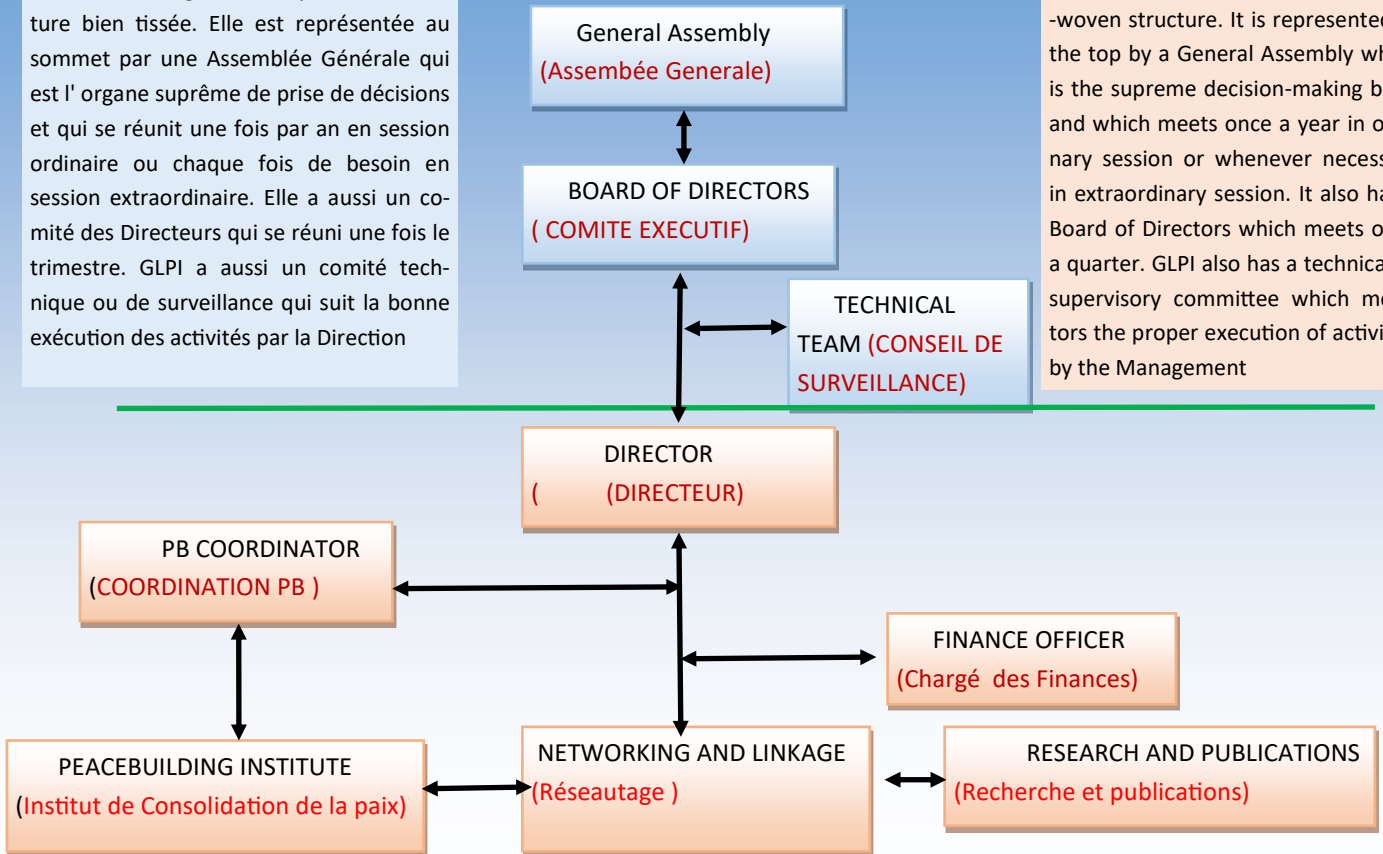 ture bien tissée. Elle est représentée au
sommet par une Assemblée Générale qui
est l' organe suprême de prise de décisions
et qui se réunit une fois par an en session
ordinaire ou chaque fois de besoin en
session extraordinaire. Elle a aussi un co-
mité des Directeurs qui se réuni une fois le
trimestre. GLPI a aussi un comité tech-
nique ou de surveillance qui suit la bonne
exécution des activités par la Direction
General Assembly
(Assembée Generale)
BOARD OF DIRECTORS
( COMITE EXECUTIF)
TECHNICAL
TEAM (CONSEIL DE
SURVEILLANCE)
-woven structure. It is represented
the top by a General Assembly
is the supreme decision-making
and which meets once a year in
nary session or whenever
in extraordinary session. It also
Board of Directors which meets
a quarter. GLPI also has a technical
supervisory committee which
tors the proper execution of
by the Management
DIRECTOR
( (DIRECTEUR)
PB COORDINATOR
(COORDINATION PB )
FINANCE OFFICER
(Chargé des Finances)
PEACEBUILDING INSTITUTE
(Institut de Consolidation de la paix)
NETWORKING AND LINKAGE
(Réseautage )
RESEARCH AND PUBLICATIONS
(Recherche et publications)